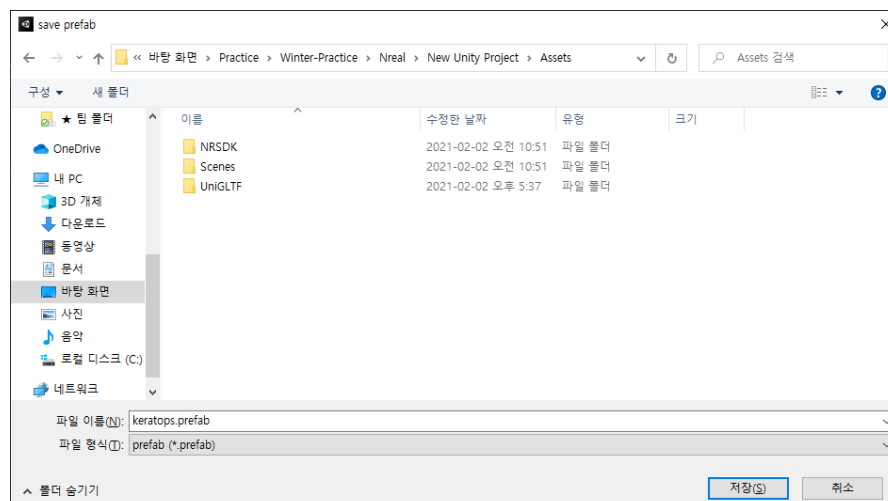 save prefab
« 바탕 화면 › Practice › Winter-Practice › Nreal › New Unity Project › Assets
Assets 검색
구성 새 폴더
이름 수정한 날짜 유형 크기
★ 팀 폴더
OneDrive
내 PC
3D 개체
다운로드
동영상
문서
바탕 화면
사진
음악
로컬 디스크 (C:)
네트워크
NRSDK 2021-02-02 오전 10:51 파일 폴더
Scenes 2021-02-02 오전 10:51 파일 폴더
UniGLTF 2021-02-02 오후 5:37 파일 폴더
파일 이름(N): keratops.prefab
파일 형식(T): prefab (*.prefab)
폴더 숨기기 저장(S) 취소